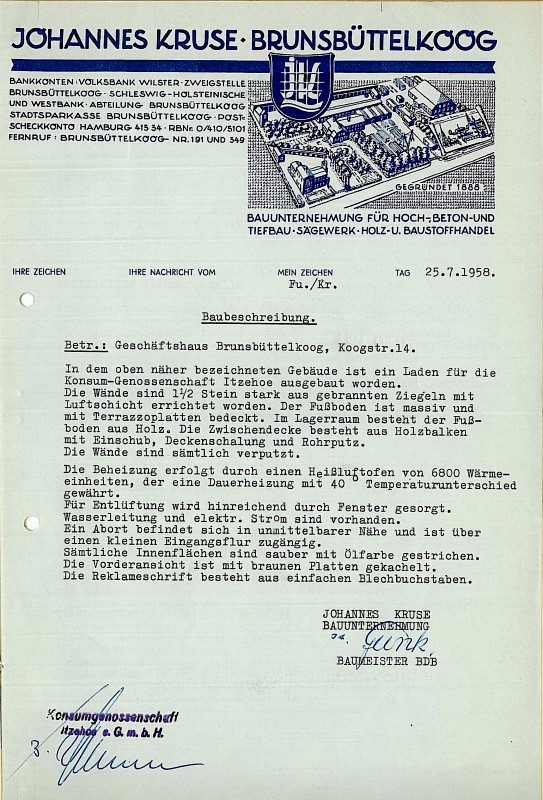 JOHANNES KRUSE · BRUNSBÜTTELKOOG
BANKKONTEN · VOLKSBANK WILSTER · ZWEIGSTELLE
BRUNSBÜTTELKOOG · SCHLESWIG-HOLSTEINISCHE
UND WESTBANK · ABTEILUNG BRUNSBÜTTELKOOG
STADTSPARKASSE BRUNSBÜTTELKOOG · POST-
SCHECKKONTO HAMBURG 415 34 · RBNr. 0/410/5101
FERNRUF · BRUNSBÜTTELKOOG - NR. 191 UND 349
GEGRÜNDET 1888
BAUUNTERNEHMUNG FÜR HOCH-, BETON- UND
TIEFBAU · SÄGEWERK · HOLZ- U. BAUSTOFFHANDEL
IHRE ZEICHEN IHRE NACHRICHT VOM MEIN ZEICHEN TAG 25.7.1958.
Fu./Kr.
Baubeschreibung.
Betr.: Geschäftshaus Brunsbüttelkoog, Koogstr.14.
In dem oben näher bezeichneten Gebäude ist ein Laden für die
Konsum-Genossenschaft Itzehoe ausgebaut worden.
Die Wände sind 1½ Stein stark aus gebrannten Ziegeln mit
Luftschicht errichtet worden. Der Fußboden ist massiv und
mit Terrazzoplatten bedeckt. Im Lagerraum besteht der Fuß-
boden aus Holz. Die Zwischendecke besteht aus Holzbalken
mit Einschub, Deckenschalung und Rohrputz.
Die Wände sind sämtlich verputzt.
Die Beheizung erfolgt durch einen Heißluftofen von 6800 Wärme-
einheiten, der eine Dauerheizung mit 40 ° Temperaturunterschied
gewährt.
Für Entlüftung wird hinreichend durch Fenster gesorgt.
Wasserleitung und elektr. Strom sind vorhanden.
Ein Abort befindet sich in unmittelbarer Nähe und ist über
einen kleinen Eingangsflur zugängig.
Sämtliche Innenflächen sind sauber mit Ölfarbe gestrichen.
Die Vorderansicht ist mit braunen Platten gekachelt.
Die Reklameschrift besteht aus einfachen Blechbuchstaben.
JOHANNES KRUSE
BAUUNTERNEHMUNG
BAUMEISTER BDB
Konsumgenossenschaft
Itzehoe e.G.m.b.H.